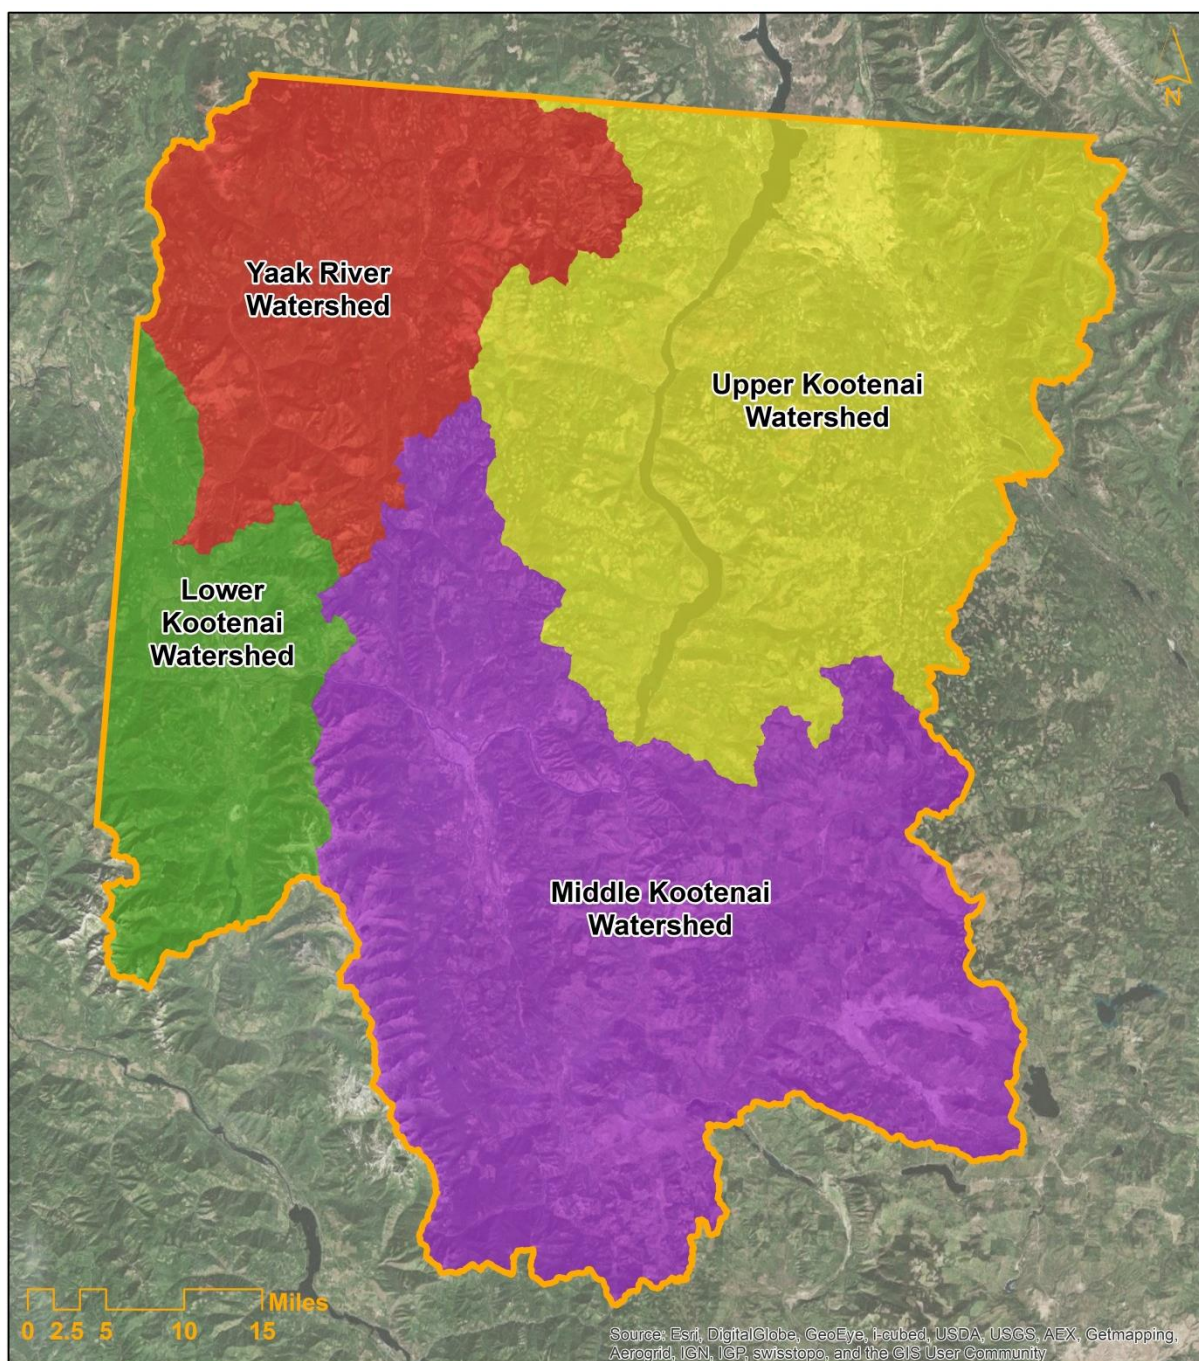 N
Yaak River
Watershed
Upper Kootenai
Watershed
Lower
Kootenai
Watershed
Middle Kootenai
Watershed
Miles
0 2.5 5 10 15
Source: Esri, DigitalGlobe, GeoEye, i-cubed, USDA, USGS, AEX, Getmapping,
Aerogrid, IGN, IGP, swisstopo, and the GIS User Community